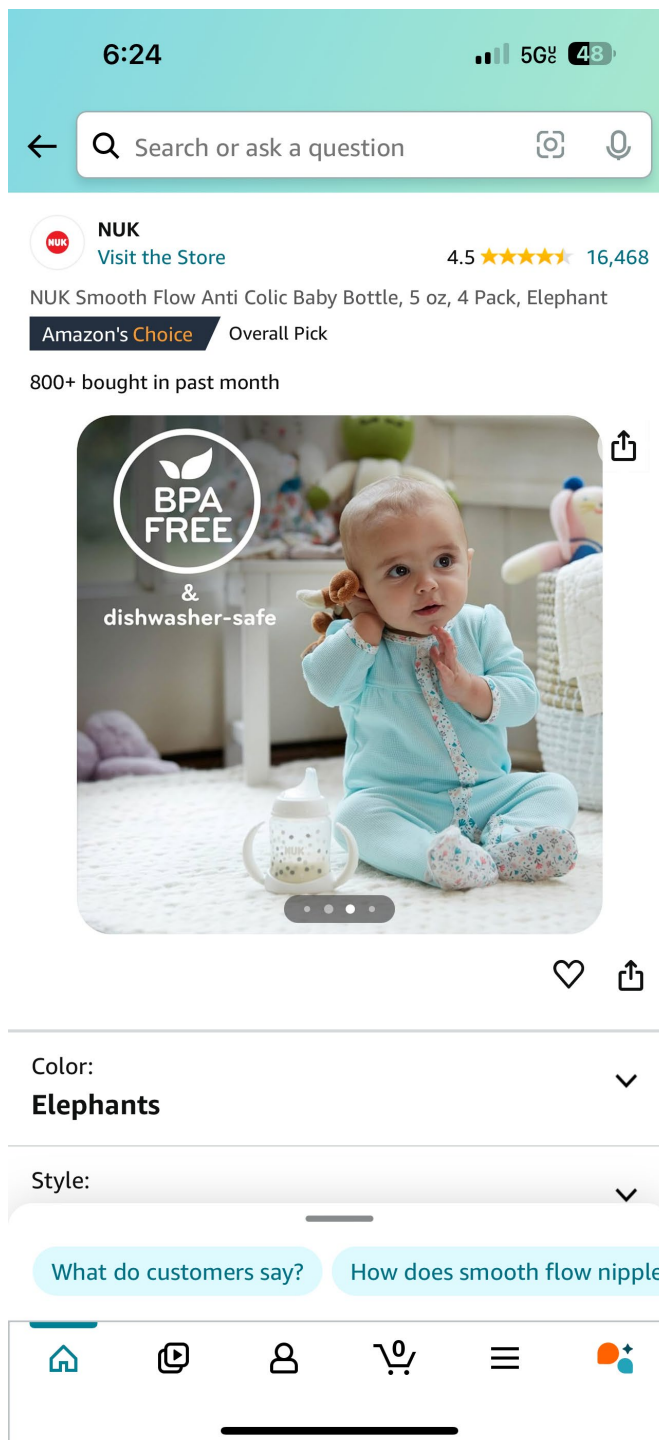 6:24
5GUC 48
Search or ask a question
NUK
NUK
Visit the Store
4.5 16,468
NUK Smooth Flow Anti Colic Baby Bottle, 5 oz, 4 Pack, Elephant
Amazon's Choice Overall Pick
800+ bought in past month
BPA
FREE
&
dishwasher-safe
NUK
Color:
Elephants
Style:
What do customers say? How does smooth flow nipple
0